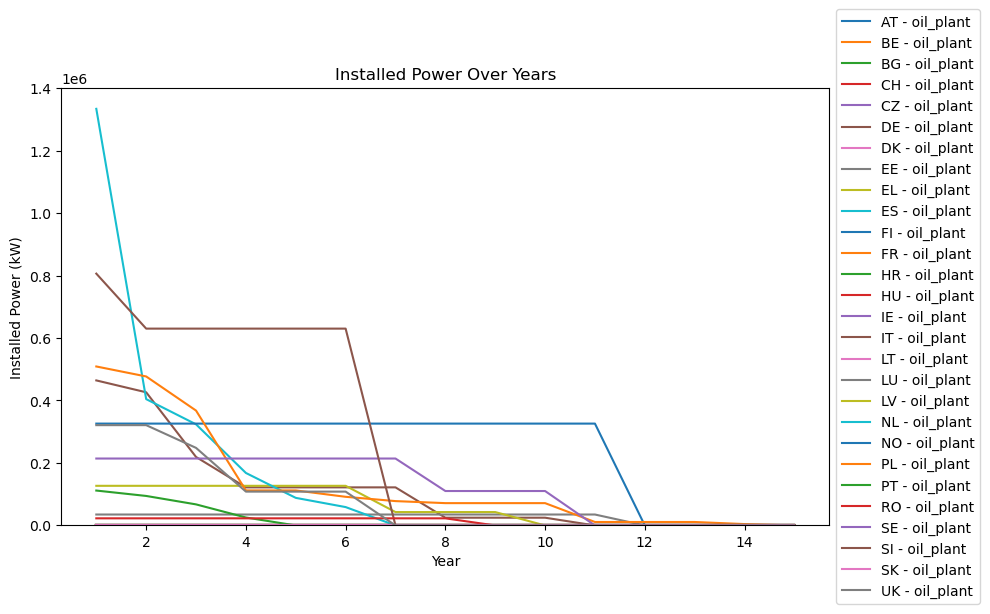 Installed Power Over Years
1e6
1.4
1.2
1.0
0.8
0.6
0.4
0.2
0.0
Installed Power (kW)
2 4 6 8 10 12 14
Year
AT - oil_plant
BE - oil_plant
BG - oil_plant
CH - oil_plant
CZ - oil_plant
DE - oil_plant
DK - oil_plant
EE - oil_plant
EL - oil_plant
ES - oil_plant
FI - oil_plant
FR - oil_plant
HR - oil_plant
HU - oil_plant
IE - oil_plant
IT - oil_plant
LT - oil_plant
LU - oil_plant
LV - oil_plant
NL - oil_plant
NO - oil_plant
PL - oil_plant
PT - oil_plant
RO - oil_plant
SE - oil_plant
SI - oil_plant
SK - oil_plant
UK - oil_plant